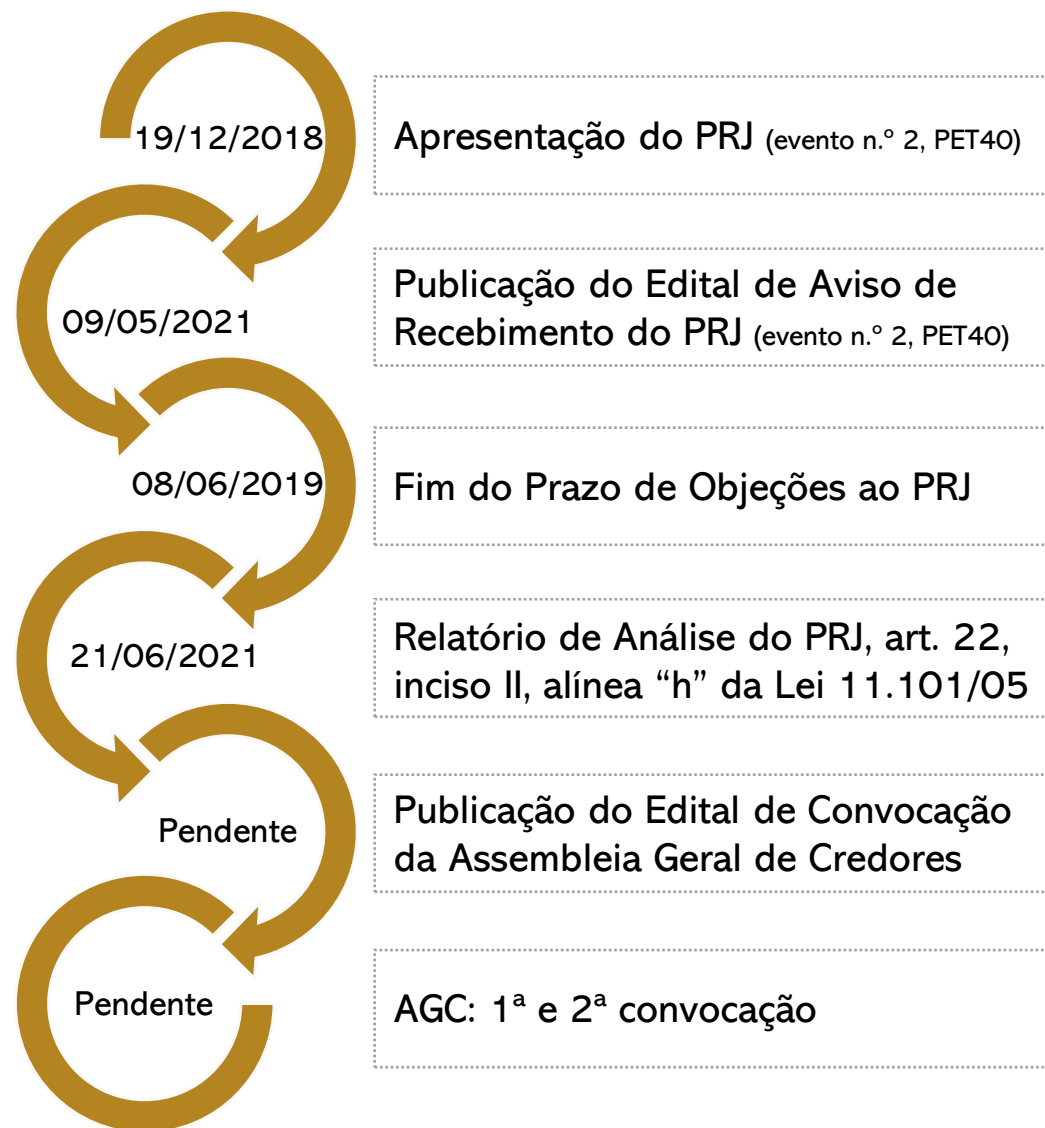 19/12/2018
Apresentação do PRJ (evento n.º 2, PET40)
09/05/2021
Publicação do Edital de Aviso de
Recebimento do PRJ (evento n.º 2, PET40)
08/06/2019
Fim do Prazo de Objeções ao PRJ
21/06/2021
Relatório de Análise do PRJ, art. 22,
inciso II, alínea “h” da Lei 11.101/05
Pendente
Publicação do Edital de Convocação
da Assembleia Geral de Credores
Pendente
AGC: 1ª e 2ª convocação